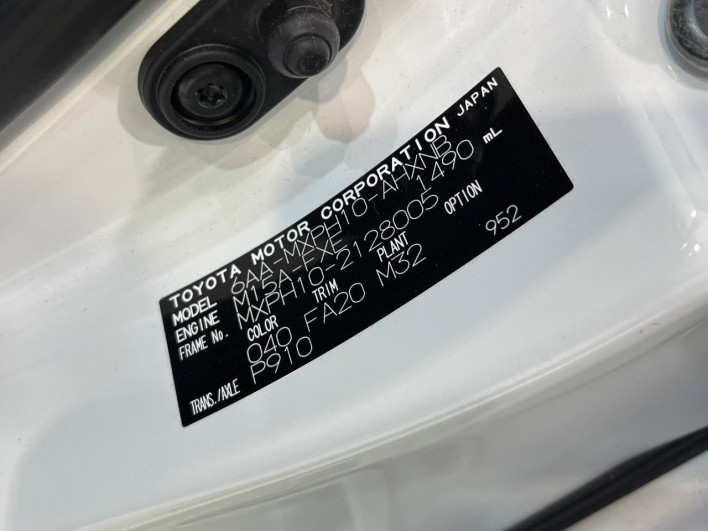 TOYOTA MOTOR CORPORATION JAPAN
MODEL 6AA-MXPH10-AHXNB
ENGINE M15A-FXE 1490 mL
FRAME No. MXPH10-2128005
COLOR TRIM PLANT OPTION
040 FA20 M32 952
TRANS./AXLE P910